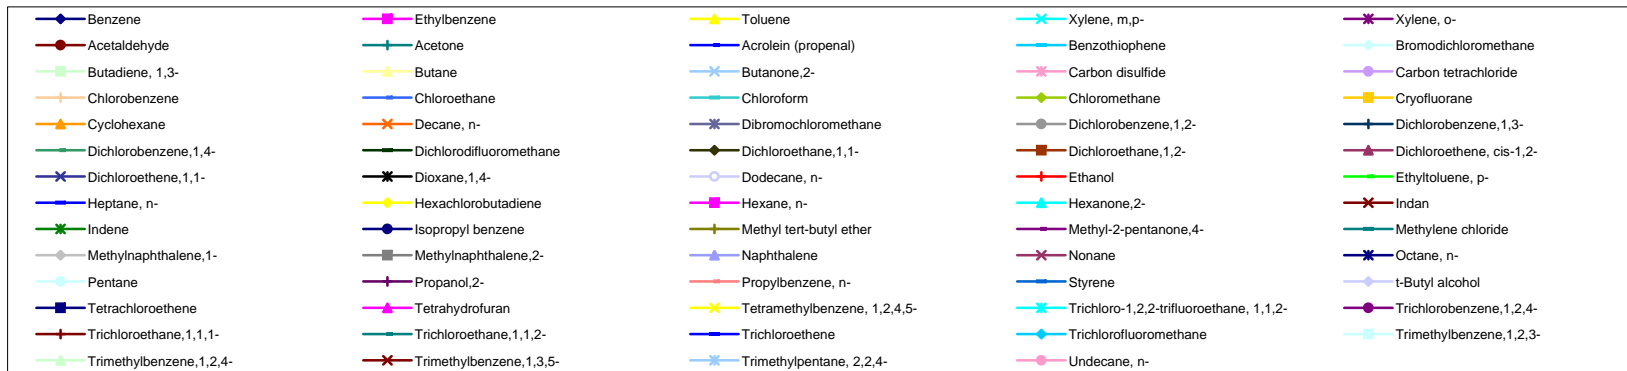 Benzene Ethylbenzene Toluene Xylene, m,p- Xylene, o-
Acetaldehyde Acetone Acrolein (propenal) Benzothiophene Bromodichloromethane
Butadiene, 1,3- Butane Butanone,2- Carbon disulfide Carbon tetrachloride
Chlorobenzene Chloroethane Chloroform Chloromethane Cryofluorane
Cyclohexane Decane, n- Dibromochloromethane Dichlorobenzene,1,2- Dichlorobenzene,1,3-
Dichlorobenzene,1,4- Dichlorodifluoromethane Dichloroethane,1,1- Dichloroethane,1,2- Dichloroethene, cis-1,2-
Dichloroethene,1,1- Dioxane,1,4- Dodecane, n- Ethanol Ethyltoluene, p-
Heptane, n- Hexachlorobutadiene Hexane, n- Hexanone,2- Indan
Indene Isopropyl benzene Methyl tert-butyl ether Methyl-2-pentanone,4- Methylene chloride
Methylnaphthalene,1- Methylnaphthalene,2- Naphthalene Nonane Octane, n-
Pentane Propanol,2- Propylbenzene, n- Styrene t-Butyl alcohol
Tetrachloroethene Tetrahydrofuran Tetramethylbenzene, 1,2,4,5- Trichloro-1,2,2-trifluoroethane, 1,1,2- Trichlorobenzene,1,2,4-
Trichloroethane,1,1,1- Trichloroethane,1,1,2- Trichloroethene Trichlorofluoromethane Trimethylbenzene,1,2,3-
Trimethylbenzene,1,2,4- Trimethylbenzene,1,3,5- Trimethylpentane, 2,2,4- Undecane, n-